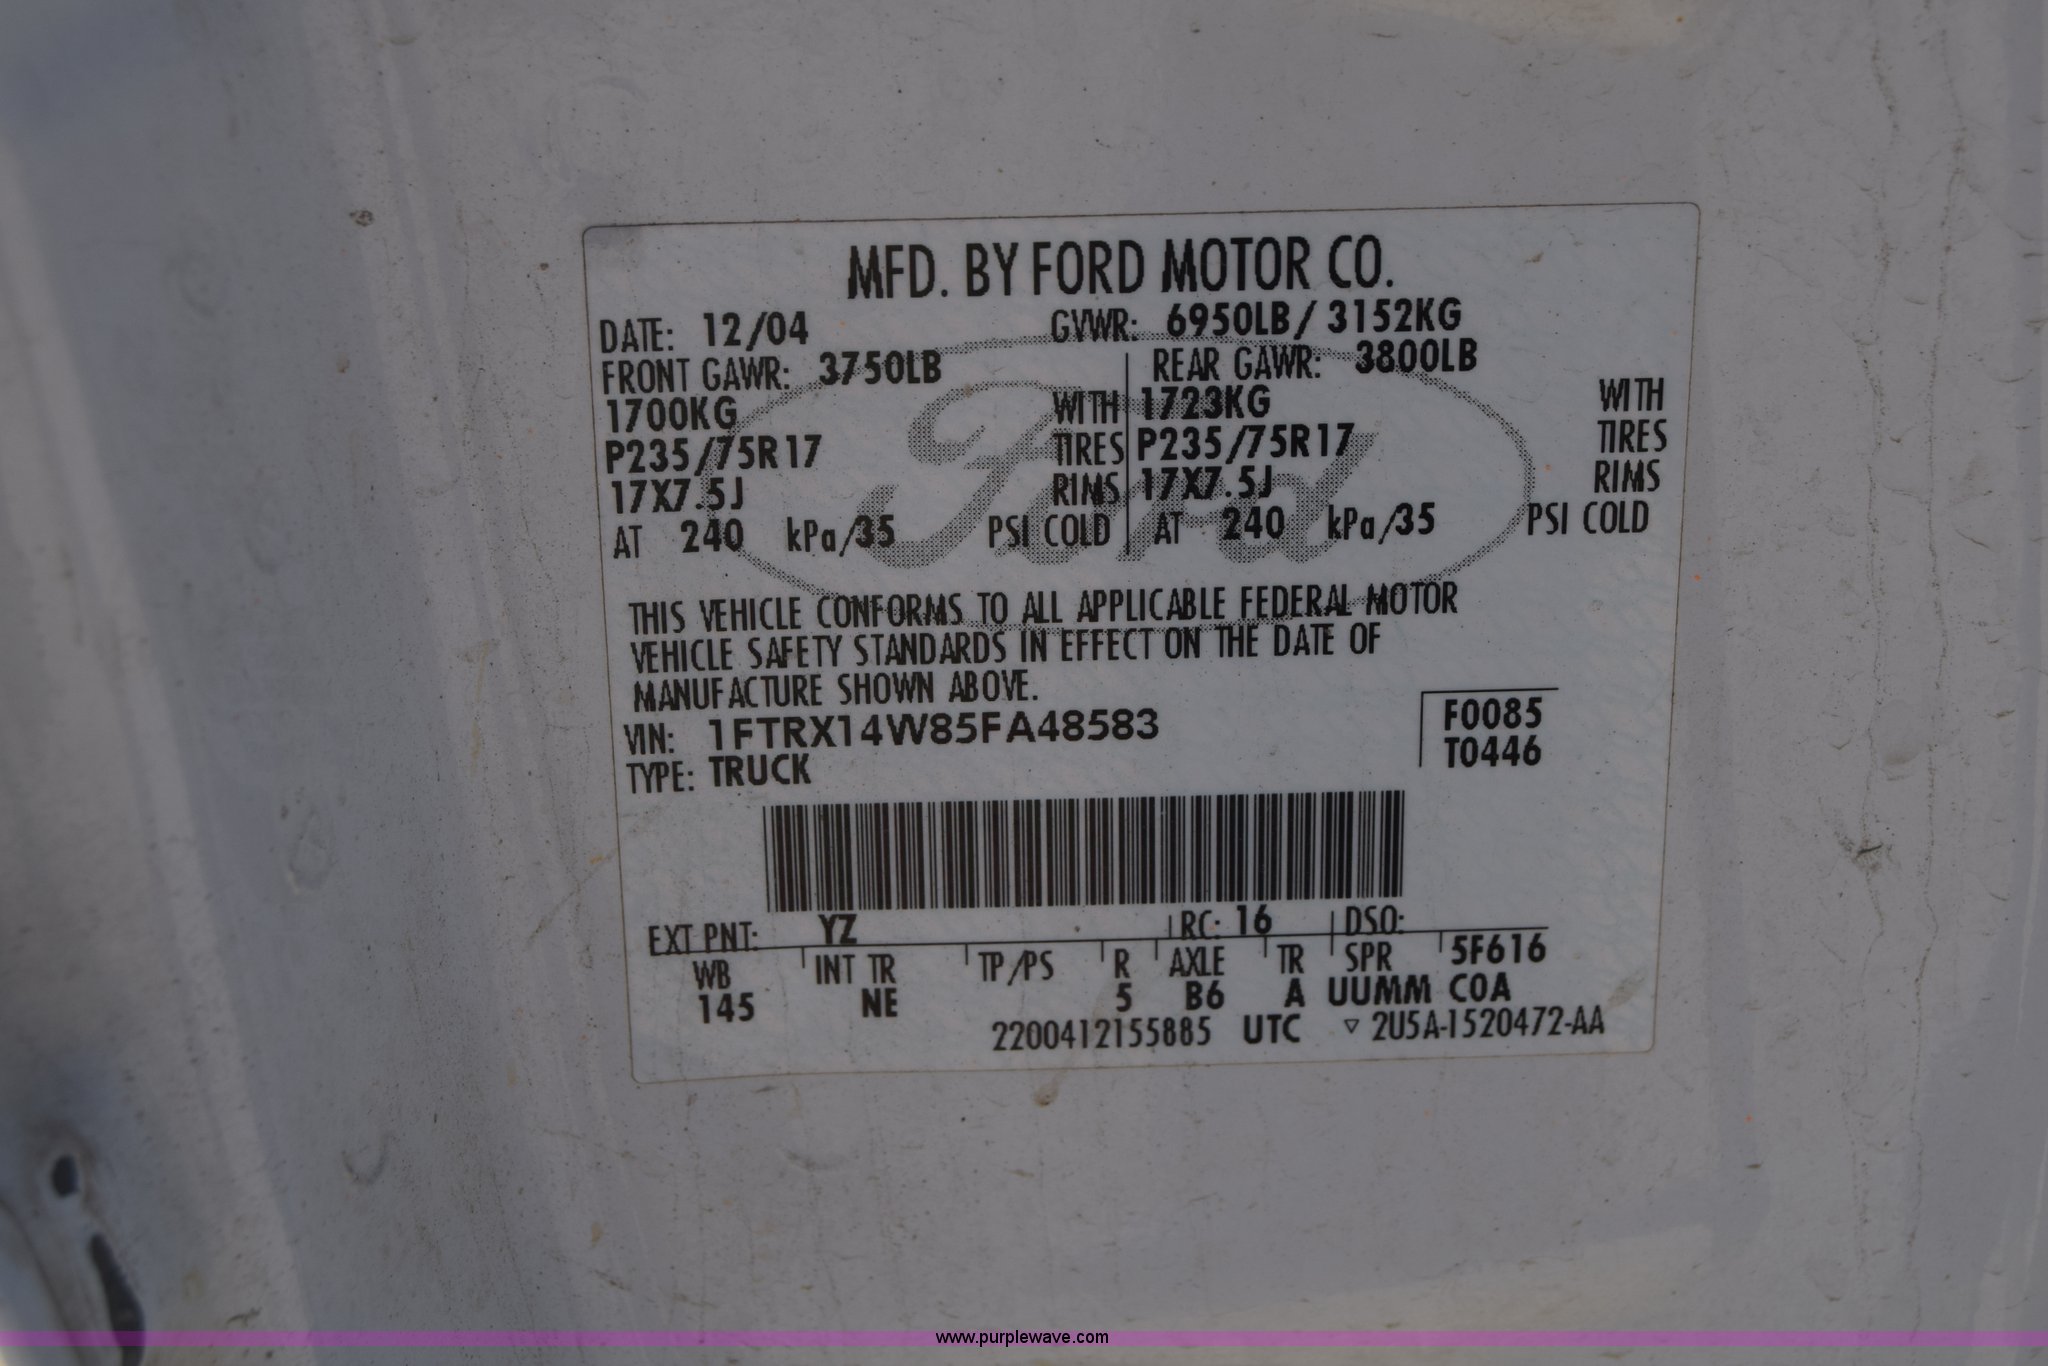 MFD. BY FORD MOTOR CO.
DATE: 12/04 GVWR: 6950LB/ 3152KG
FRONT GAWR: 3750LB REAR GAWR: 3800LB
1700KG WITH 1723KG WITH
P235/75R17 TIRES P235/75R17 TIRES
17X7.5J RIMS 17X7.5J RIMS
AT 240 kPa/35 PSI COLD AT 240 kPa/35 PSI COLD
Ford
THIS VEHICLE CONFORMS TO ALL APPLICABLE FEDERAL MOTOR
VEHICLE SAFETY STANDARDS IN EFFECT ON THE DATE OF
MANUFACTURE SHOWN ABOVE.
VIN: 1FTRX14W85FA48583 F0085
TYPE: TRUCK T0446
EXT PNT: YZ RC: 16 DSO:
WB INT TR TP/PS R AXLE TR SPR 5F616
145 NE 5 B6 A UUMM COA
2200412155885 UTC ▽ 2U5A-1520472-AA
www.purplewave.com